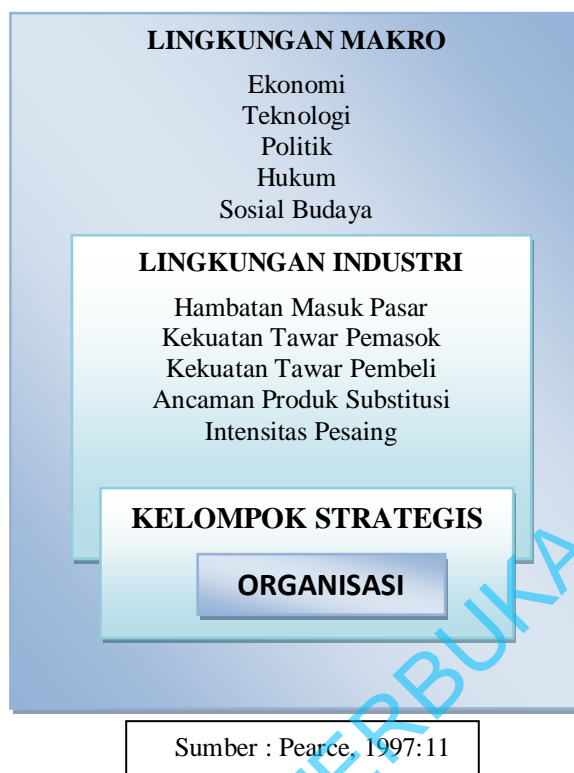 LINGKUNGAN MAKRO
Ekonomi
Teknologi
Politik
Hukum
Sosial Budaya
LINGKUNGAN INDUSTRI
Hambatan Masuk Pasar
Kekuatan Tawar Pemasok
Kekuatan Tawar Pembeli
Ancaman Produk Substitusi
Intensitas Pesaing
KELOMPOK STRATEGIS
ORGANISASI
Sumber : Pearce, 1997:11